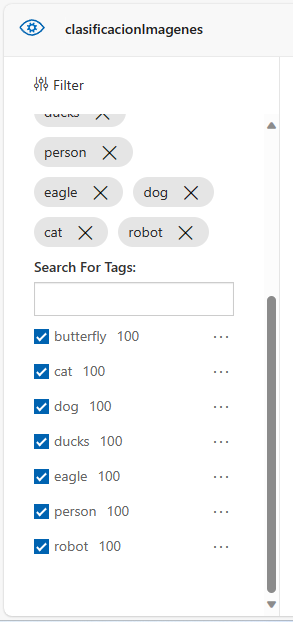 clasificacionImagenes
Filter
ducks
person
eagle dog
cat robot
Search For Tags:
butterfly 100
cat 100
dog 100
ducks 100
eagle 100
person 100
robot 100